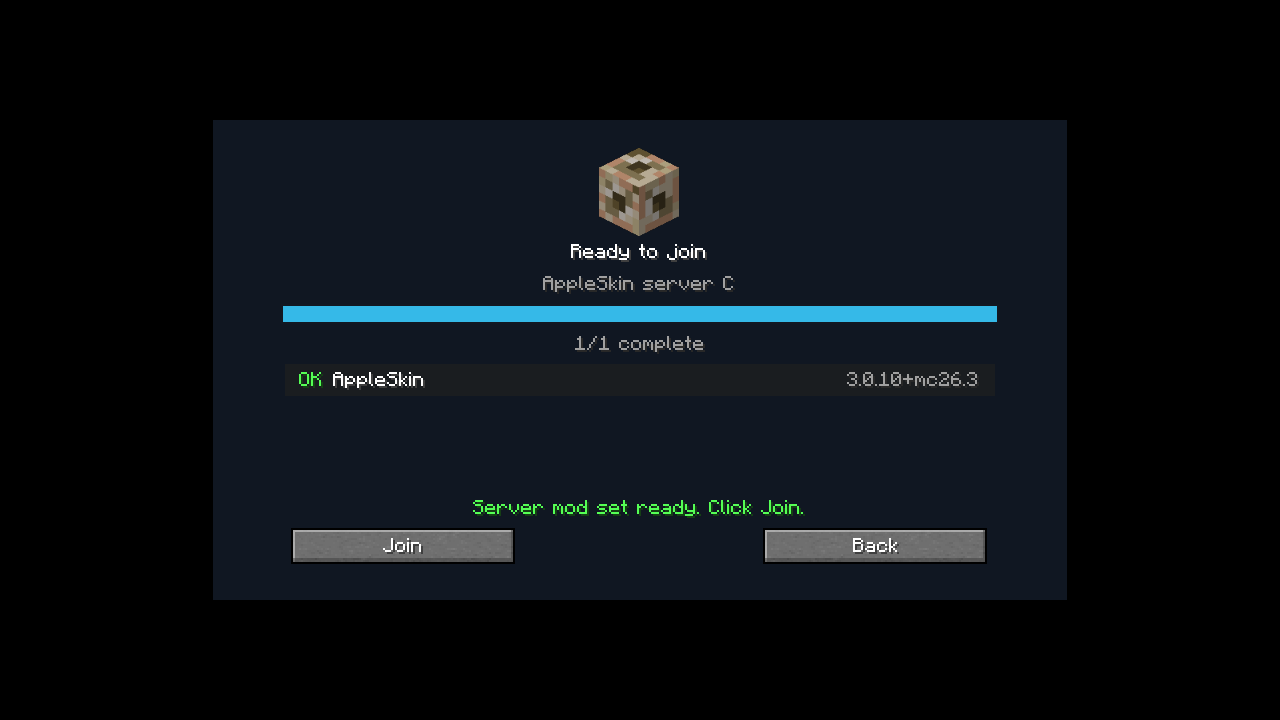 Ready to join
AppleSkin server C
1/1 complete
OK AppleSkin 3.0.10+mc26.3
Server mod set ready. Click Join.
Join Back